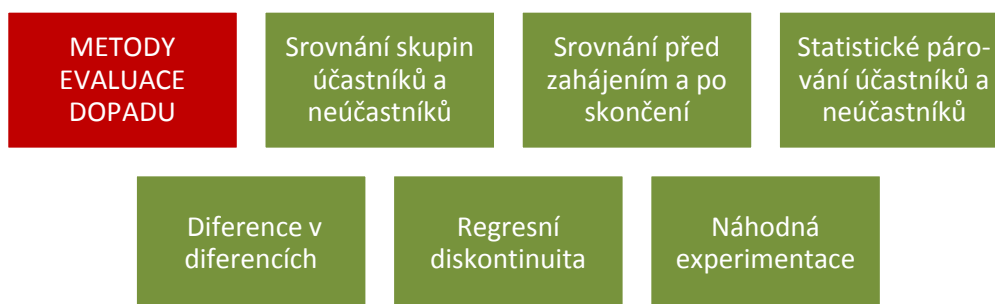 METODY
EVALUACE
DOPADU
Srovnání skupin
účastníků a
neúčastníků
Srovnání před
zahájením a po
skončení
Statistické páro-
vání účastníků a
neúčastníků
Diference v
diferencích
Regresní
diskontinuita
Náhodná
experimentace